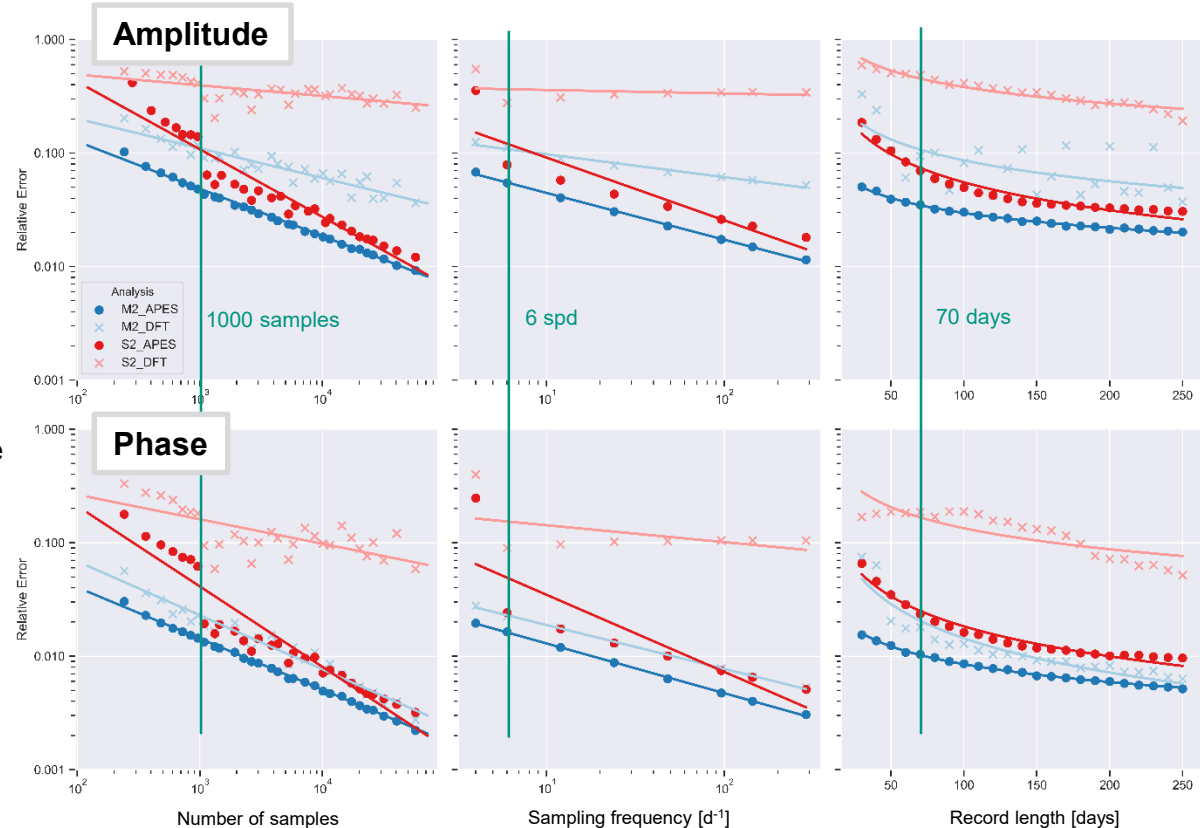 Amplitude
1.000
0.100
0.010
0.001
Relative Error
Analysis
M2_APES
M2_DFT
S2_APES
S2_DFT
1000 samples
6 spd
70 days
10² 10³ 10⁴
10¹ 10²
50 100 150 200 250
Phase
e
1.000
0.100
0.010
0.001
Relative Error
10² 10³ 10⁴
10¹ 10²
50 100 150 200 250
Number of samples
Sampling frequency [d⁻¹]
Record length [days]